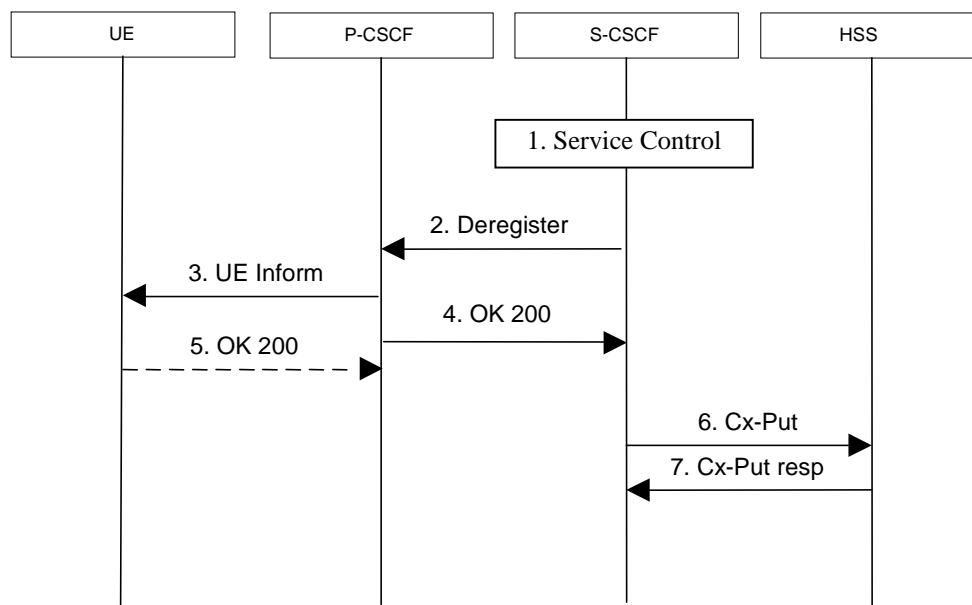 UE
P-CSCF
S-CSCF
HSS
1. Service Control
2. Deregister
3. UE Inform
4. OK 200
5. OK 200
6. Cx-Put
7. Cx-Put resp